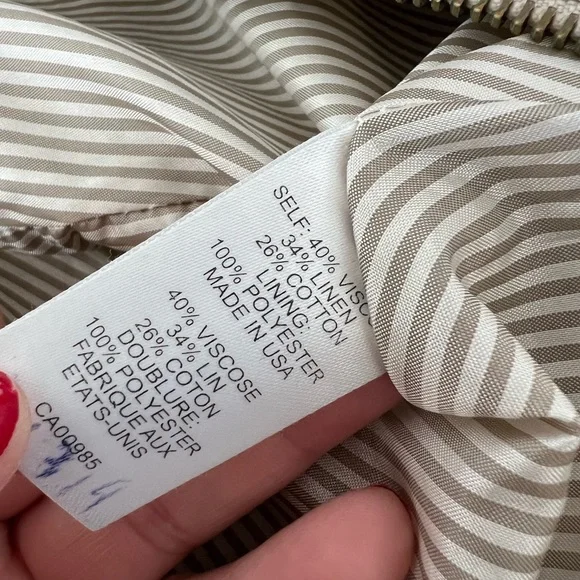 SELF: 40% VISC
34% LINEN
26% COTTON
LINING:
100% POLYESTER
MADE IN USA
40% VISCOSE
34% LIN
26% COTON
DOUBLURE:
100% POLYESTER
FABRIQUE AUX
ETATS-UNIS
CA00985